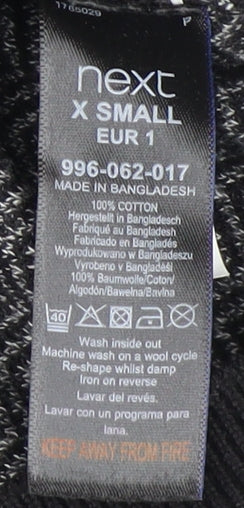 1765029
P
next
X SMALL
EUR 1
996-062-017
MADE IN BANGLADESH
100% COTTON
Hergestellt in Bangladesch
Fabriqué au Bangladesh
Fabricado en Bangladés
Wyprodukowano w Bangladeszu
Vyrobeno v Bangladéši
100% Baumwolle/Coton/
Algodón/Bawełna/Bavlna
40
Wash inside out
Machine wash on a wool cycle
Re-shape whilst damp
Iron on reverse
Lavar del revés.
Lavar con un programa para
lana.
KEEP AWAY FROM FIRE